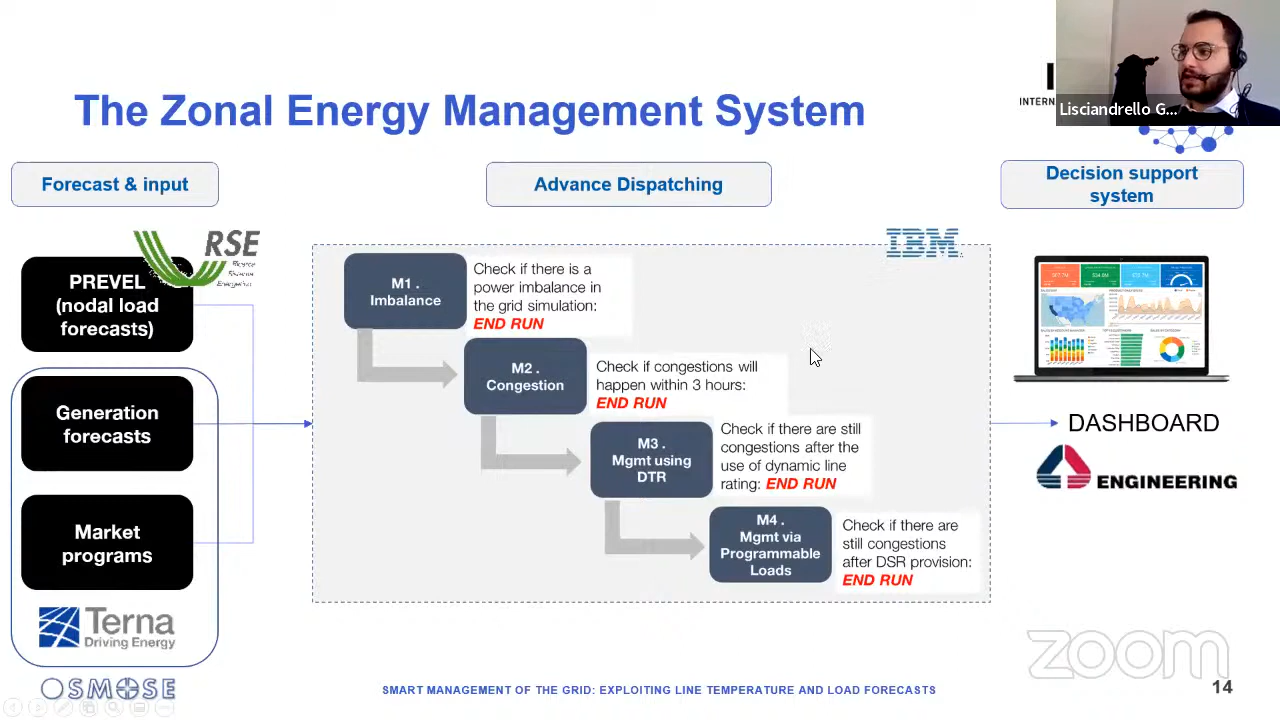 The Zonal Energy Management System
Lisciandrello G...
INTERN
Forecast & input
Advance Dispatching
Decision support
system
RSE
Ricerca
Sistema
Energetico
PREVEL
(nodal load
forecasts)
Generation
forecasts
Market
programs
Terna
Driving Energy
IBM
M1 .
Imbalance
Check if there is a
power imbalance in
the grid simulation:
END RUN
M2 .
Congestion
Check if congestions will
happen within 3 hours:
END RUN
M3 .
Mgmt using
DTR
Check if there are still
congestions after the
use of dynamic line
rating: END RUN
M4 .
Mgmt via
Programmable
Loads
Check if there are
still congestions
after DSR provision:
END RUN
DASHBOARD
ENGINEERING
zoom
OSMOSE
SMART MANAGEMENT OF THE GRID: EXPLOITING LINE TEMPERATURE AND LOAD FORECASTS
14